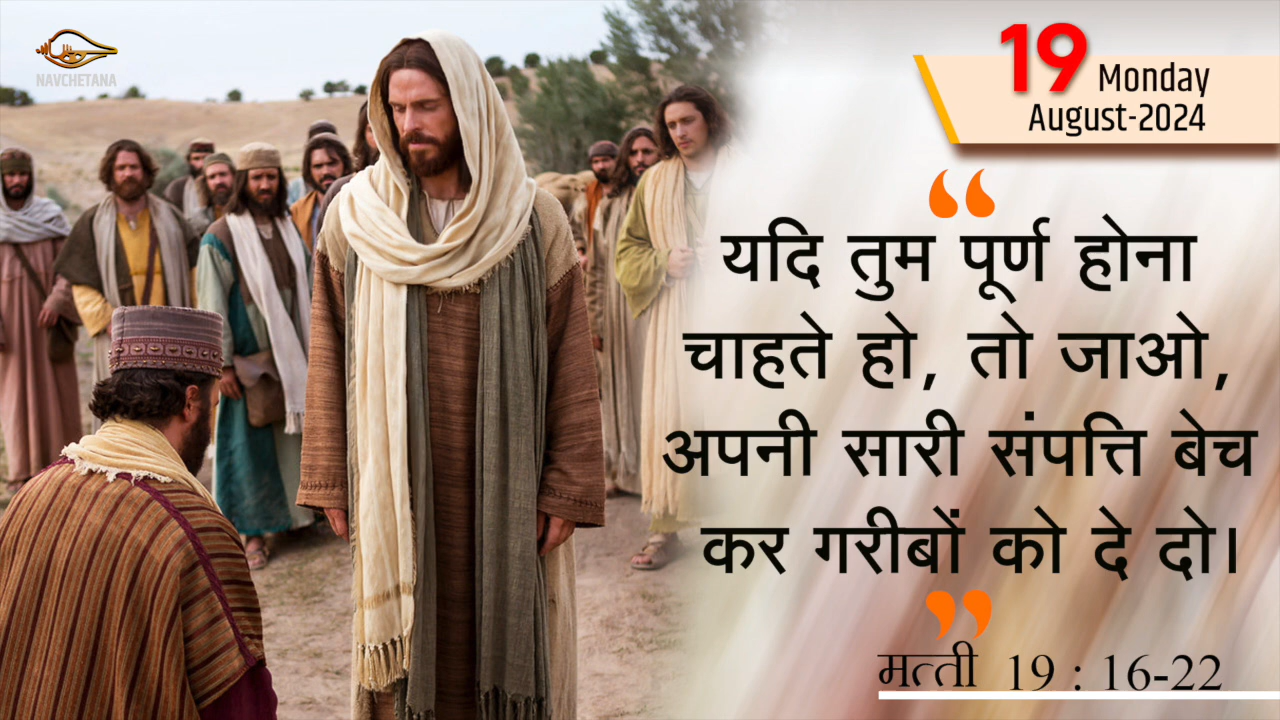 NAVCHETANA
19 Monday
August-2024
“
यदि तुम पूर्ण होना
चाहते हो, तो जाओ,
अपनी सारी संपत्ति बेच
कर गरीबों को दे दो।
”
मत्ती 19 : 16-22